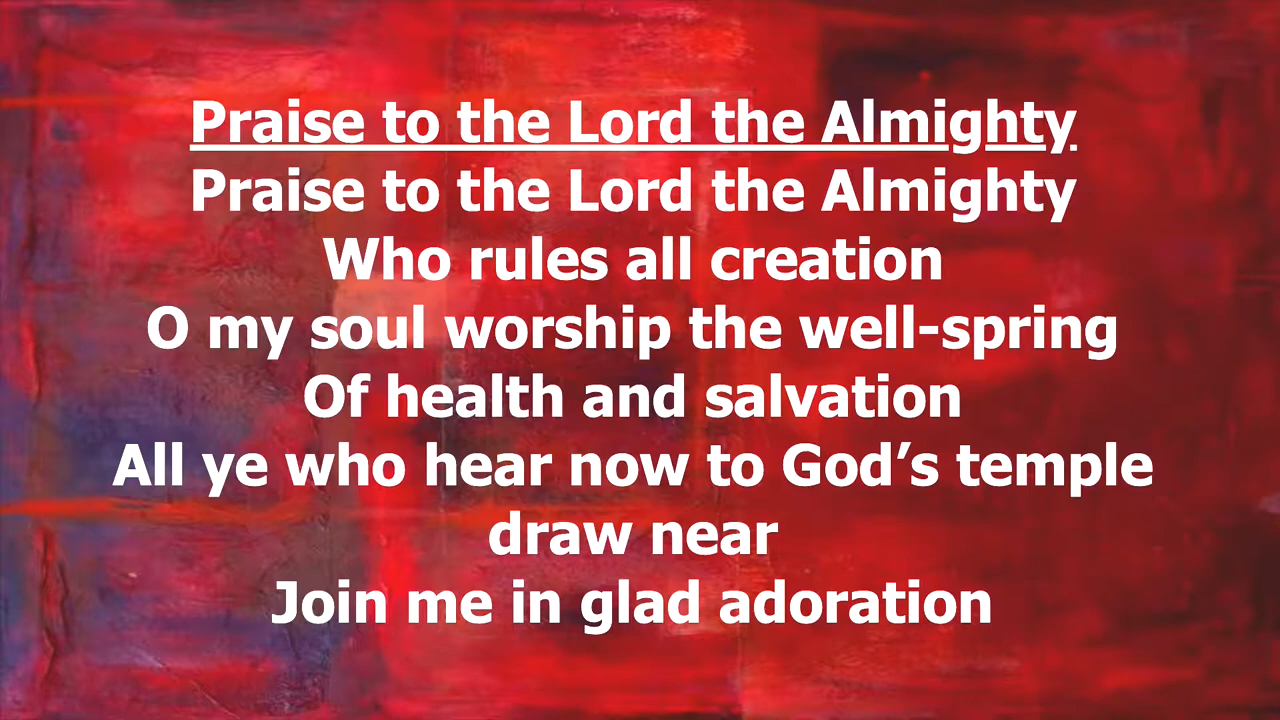 Praise to the Lord the Almighty
Praise to the Lord the Almighty
Who rules all creation
O my soul worship the well-spring
Of health and salvation
All ye who hear now to God’s temple
draw near
Join me in glad adoration